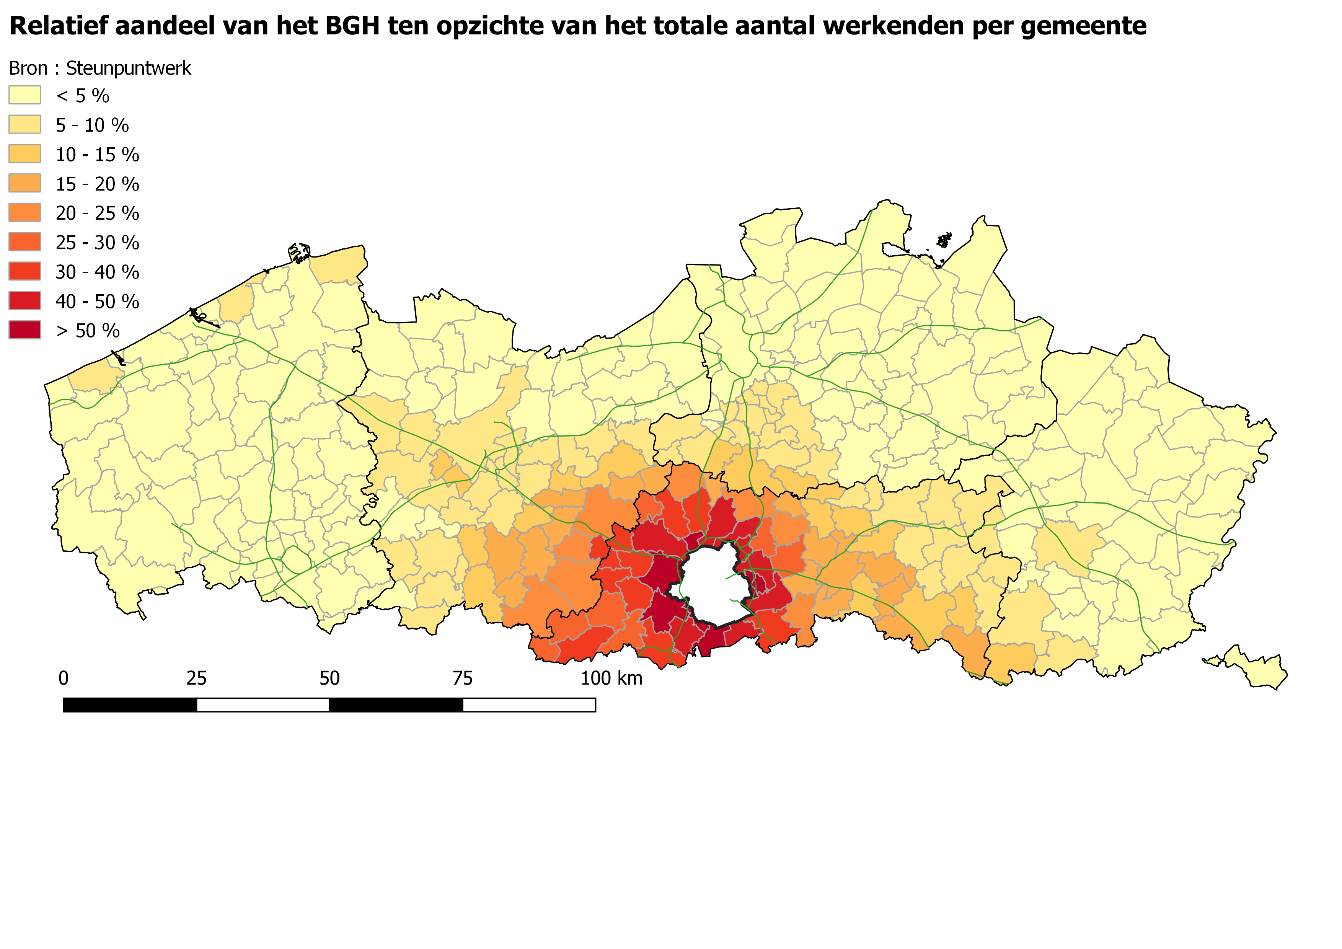 Relatief aandeel van het BGH ten opzichte van het totale aantal werkenden per gemeente
Bron : Steunpuntwerk
< 5 %
5 - 10 %
10 - 15 %
15 - 20 %
20 - 25 %
25 - 30 %
30 - 40 %
40 - 50 %
> 50 %
0 25 50 75 100 km